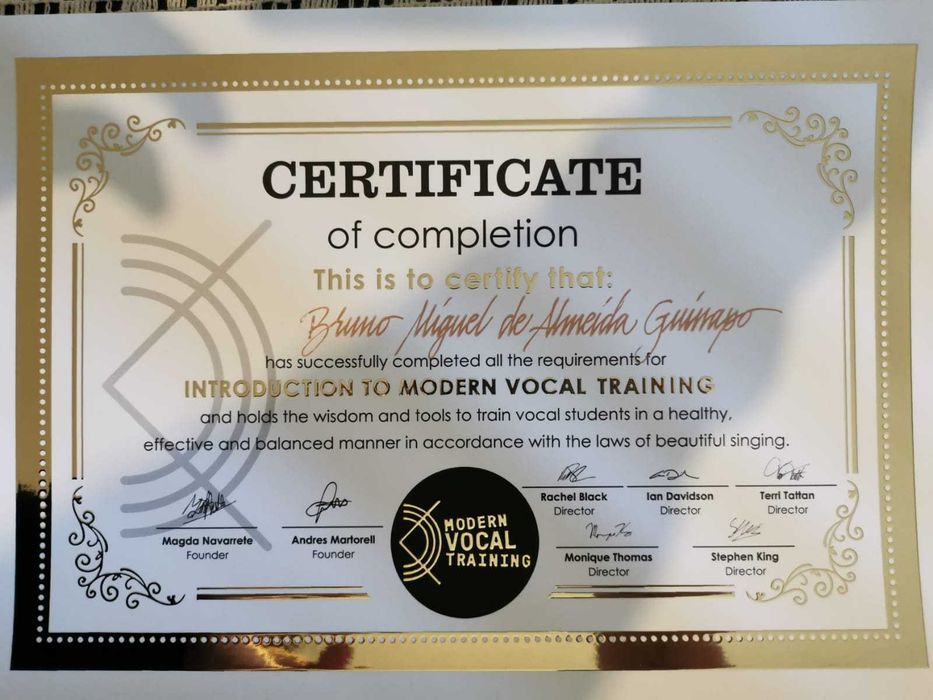 CERTIFICATE
of completion
This is to certify that:
Bruno Miguel de Almeida Guinapo
has successfully completed all the requirements for
INTRODUCTION TO MODERN VOCAL TRAINING
and holds the wisdom and tools to train vocal students in a healthy,
effective and balanced manner in accordance with the laws of beautiful singing.
Magda Navarrete
Founder
Andres Martorell
Founder
MODERN
VOCAL
TRAINING
Rachel Black
Director
Ian Davidson
Director
Terri Tattan
Director
Monique Thomas
Director
Stephen King
Director